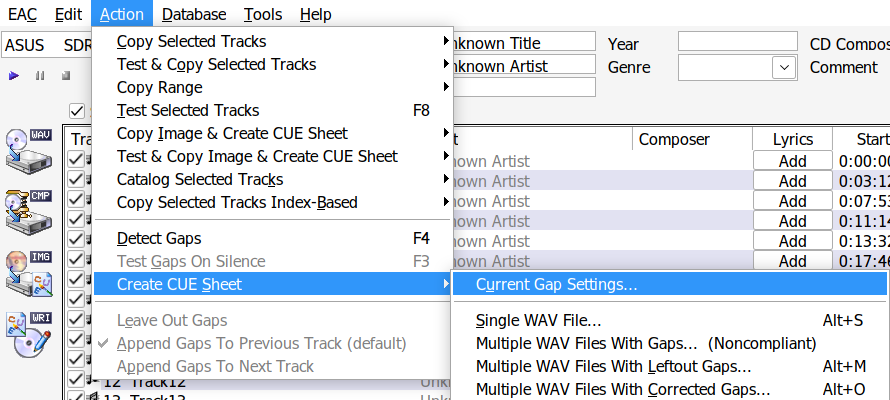 EAC Edit Action Database Tools Help
ASUS SDR
Copy Selected Tracks
Test & Copy Selected Tracks
Copy Range
Test Selected Tracks F8
Copy Image & Create CUE Sheet
Test & Copy Image & Create CUE Sheet
Catalog Selected Tracks
Copy Selected Tracks Index-Based
Detect Gaps F4
Test Gaps On Silence F3
Create CUE Sheet
Leave Out Gaps
Append Gaps To Previous Track (default)
Append Gaps To Next Track
nknown Title Year CD Compos
nknown Artist Genre Comment
WAV
CMP
IMG
WRI
Tra t Composer Lyrics Start
nown Artist Add 0:00:00
nown Artist Add 0:03:12
nown Artist Add 0:07:53
nown Artist Add 0:11:14
nown Artist Add 0:13:32
nown Artist Add 0:17:46
Current Gap Settings...
Single WAV File... Alt+S
Multiple WAV Files With Gaps... (Noncompliant)
Multiple WAV Files With Leftout Gaps... Alt+M
Multiple WAV Files With Corrected Gaps... Alt+O
12 Track12 Unk
13 Track13